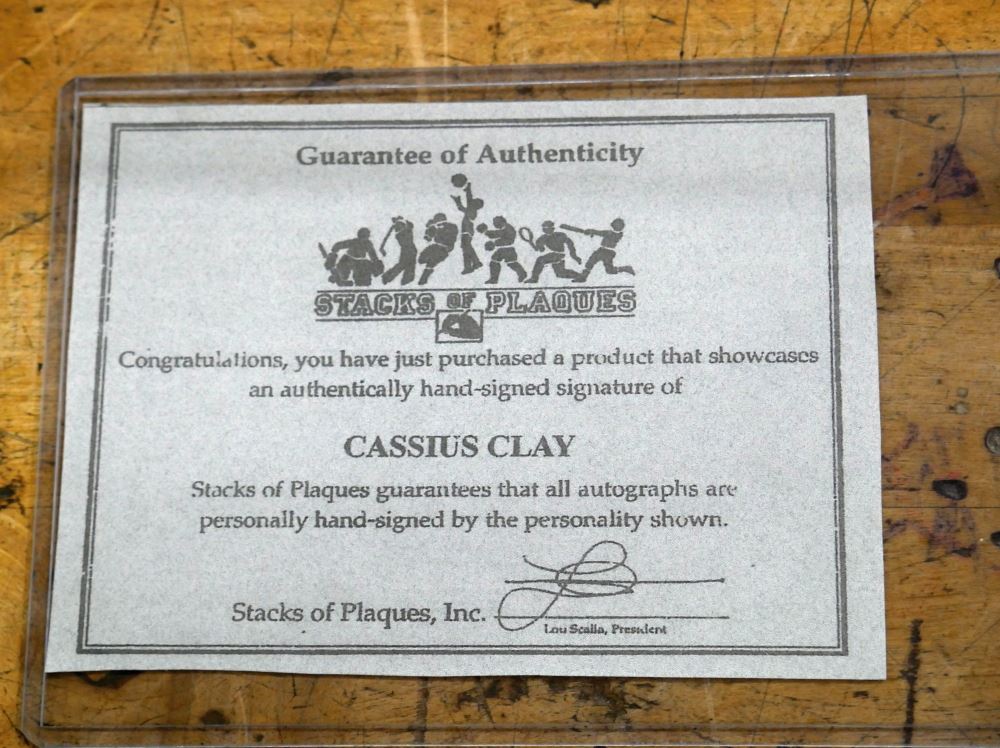 Guarantee of Authenticity
STACKS OF PLAQUES
Congratulations, you have just purchased a product that showcases
an authentically hand-signed signature of
CASSIUS CLAY
Stacks of Plaques guarantees that all autographs are
personally hand-signed by the personality shown.
Stacks of Plaques, Inc.
Lou Scalia, President